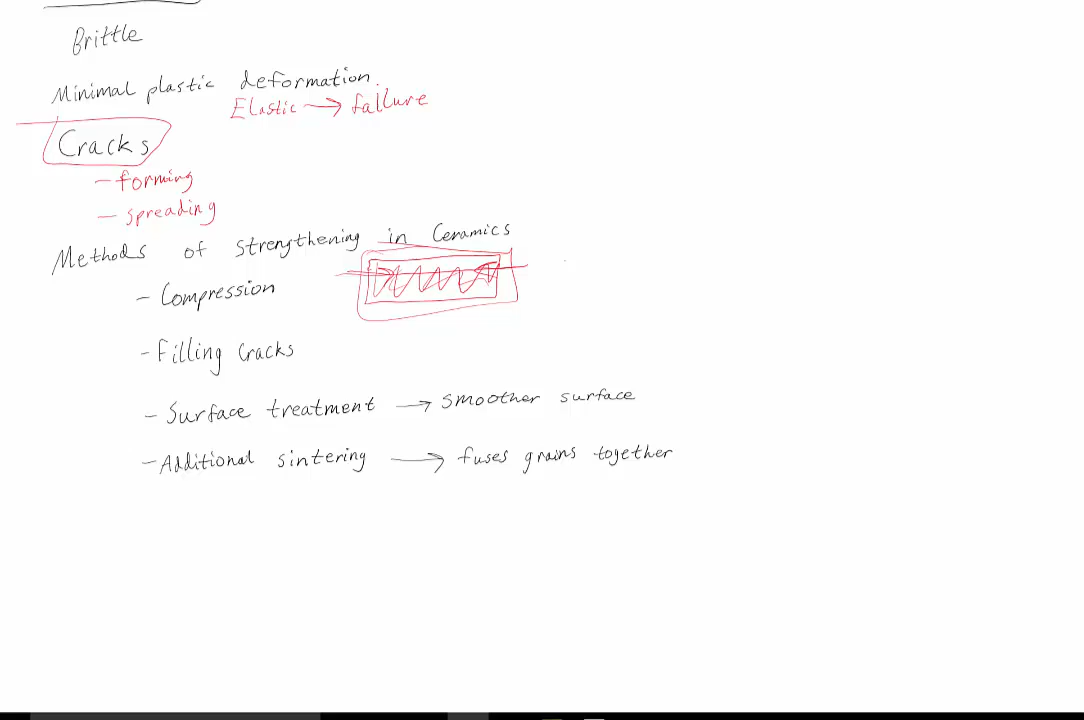 Brittle
Minimal plastic deformation.
Elastic → failure
Cracks
- forming
- spreading
Methods of strengthening in Ceramics
- Compression
- Filling cracks
- Surface treatment → smoother surface
- Additional sintering → fuses grains together